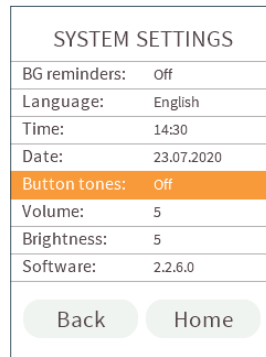 SYSTEM SETTINGS
BG reminders: Off
Language: English
Time: 14:30
Date: 23.07.2020
Button tones: Off
Volume: 5
Brightness: 5
Software: 2.2.6.0
Back Home